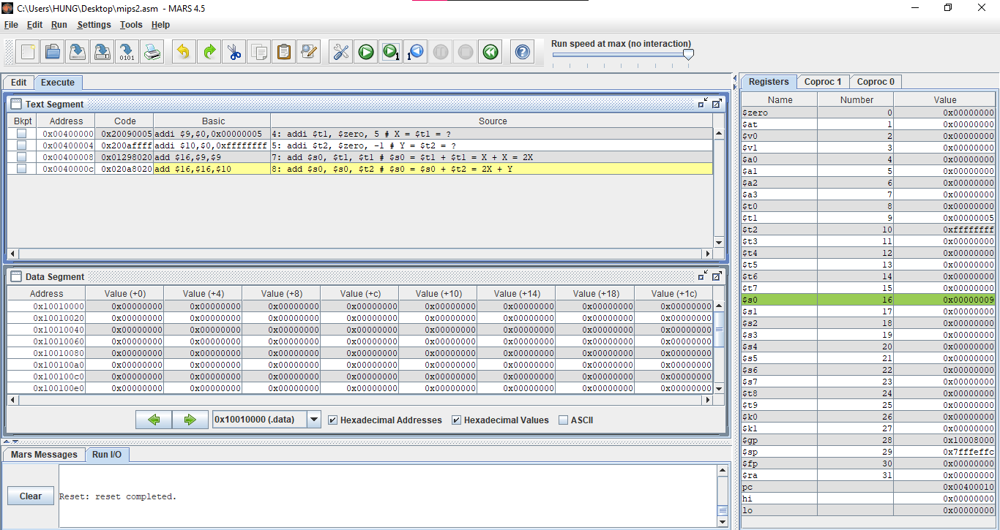 C:\Users\HUNG\Desktop\mips2.asm - MARS 4.5
File Edit Run Settings Tools Help
Run speed at max (no interaction)
Edit Execute
Text Segment
Bkpt Address Code Basic Source
0x00400000 0x20090005 addi $9,$0,0x00000005 4: addi $t1, $zero, 5 # X = $t1 = ?
0x00400004 0x200affff addi $10,$0,0xffffffff 5: addi $t2, $zero, -1 # Y = $t2 = ?
0x00400008 0x01298020 add $16,$9,$9 7: add $s0, $t1, $t1 # $s0 = $t1 + $t1 = X + X = 2X
0x0040000c 0x020a8020 add $16,$16,$10 8: add $s0, $s0, $t2 # $s0 = $s0 + $t2 = 2X + Y
Data Segment
Address Value (+0) Value (+4) Value (+8) Value (+c) Value (+10) Value (+14) Value (+18) Value (+1c)
0x10010000 0x00000000 0x00000000 0x00000000 0x00000000 0x00000000 0x00000000 0x00000000 0x00000000
0x10010020 0x00000000 0x00000000 0x00000000 0x00000000 0x00000000 0x00000000 0x00000000 0x00000000
0x10010040 0x00000000 0x00000000 0x00000000 0x00000000 0x00000000 0x00000000 0x00000000 0x00000000
0x10010060 0x00000000 0x00000000 0x00000000 0x00000000 0x00000000 0x00000000 0x00000000 0x00000000
0x10010080 0x00000000 0x00000000 0x00000000 0x00000000 0x00000000 0x00000000 0x00000000 0x00000000
0x100100a0 0x00000000 0x00000000 0x00000000 0x00000000 0x00000000 0x00000000 0x00000000 0x00000000
0x100100c0 0x00000000 0x00000000 0x00000000 0x00000000 0x00000000 0x00000000 0x00000000 0x00000000
0x100100e0 0x00000000 0x00000000 0x00000000 0x00000000 0x00000000 0x00000000 0x00000000 0x00000000
0x10010000 (.data) Hexadecimal Addresses Hexadecimal Values ASCII
Mars Messages Run I/O
Clear
Reset: reset completed.
Registers Coproc 1 Coproc 0
Name Number Value
$zero 0 0x00000000
$at 1 0x00000000
$v0 2 0x00000000
$v1 3 0x00000000
$a0 4 0x00000000
$a1 5 0x00000000
$a2 6 0x00000000
$a3 7 0x00000000
$t0 8 0x00000000
$t1 9 0x00000005
$t2 10 0xffffffff
$t3 11 0x00000000
$t4 12 0x00000000
$t5 13 0x00000000
$t6 14 0x00000000
$t7 15 0x00000000
$s0 16 0x00000009
$s1 17 0x00000000
$s2 18 0x00000000
$s3 19 0x00000000
$s4 20 0x00000000
$s5 21 0x00000000
$s6 22 0x00000000
$s7 23 0x00000000
$t8 24 0x00000000
$t9 25 0x00000000
$k0 26 0x00000000
$k1 27 0x00000000
$gp 28 0x10008000
$sp 29 0x7fffeffc
$fp 30 0x00000000
$ra 31 0x00000000
pc 0x00400010
hi 0x00000000
lo 0x00000000